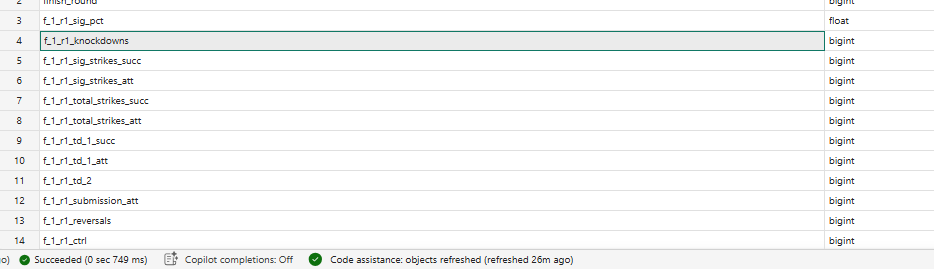 2 finish_round bigint
3 f_1_r1_sig_pct float
4 f_1_r1_knockdowns bigint
5 f_1_r1_sig_strikes_succ bigint
6 f_1_r1_sig_strikes_att bigint
7 f_1_r1_total_strikes_succ bigint
8 f_1_r1_total_strikes_att bigint
9 f_1_r1_td_1_succ bigint
10 f_1_r1_td_1_att bigint
11 f_1_r1_td_2 bigint
12 f_1_r1_submission_att bigint
13 f_1_r1_reversals bigint
14 f_1_r1_ctrl bigint
o) Succeeded (0 sec 749 ms) Copilot completions: Off Code assistance: objects refreshed (refreshed 26m ago)